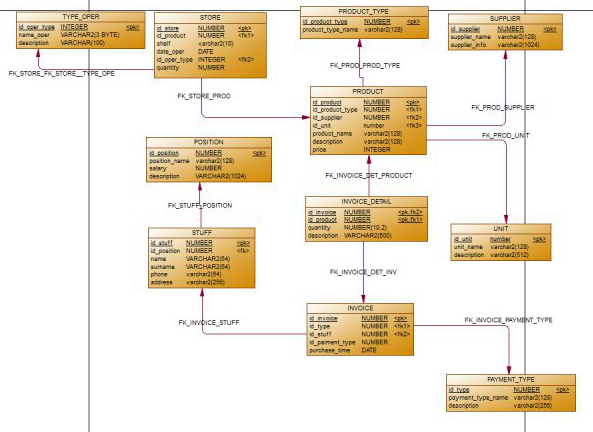 TYPE_OPER
id_oper_type INTEGER <pk>
name_oper VARCHAR2(3 BYTE)
description VARCHAR(100)
STORE
id_store NUMBER <pk>
id_product NUMBER <fk1>
shelf varchar2(10)
date_oper DATE
id_oper_type INTEGER <fk2>
quantity NUMBER
PRODUCT_TYPE
id_product_type NUMBER <pk>
product_type_name varchar2(128)
SUPPLIER
id_supplier NUMBER <pk>
supplier_name varchar2(128)
supplier_info varchar2(1024)
FK_STORE_FK_STORE__TYPE_OPE
FK_PROD_PROD_TYPE
FK_STORE_PROD
PRODUCT
id_product NUMBER <pk>
id_product_type NUMBER <fk1>
id_supplier NUMBER <fk2>
id_unit number <fk3>
product_name varchar2(128)
description varchar2(128)
price INTEGER
FK_PROD_SUPPLIER
FK_PROD_UNIT
POSITION
id_position NUMBER <pk>
position_name varchar2(128)
salary NUMBER
description VARCHAR2(1024)
FK_INVOICE_DET_PRODUCT
FK_STUFF_POSITION
INVOICE_DETAIL
id_invoice NUMBER <pk,fk2>
id_product NUMBER <pk,fk1>
quantity NUMBER(10,2)
description VARCHAR2(500)
STUFF
id_stuff NUMBER <pk>
id_position NUMBER <fk>
name VARCHAR2(64)
surname VARCHAR2(64)
phone varchar2(64)
address varchar2(256)
UNIT
id_unit number <pk>
unit_name varchar2(128)
description varchar2(512)
FK_INVOICE_DET_INV
INVOICE
id_invoice NUMBER <pk>
id_type NUMBER <fk1>
id_stuff NUMBER <fk2>
id_paiment_type NUMBER
purchase_time DATE
FK_INVOICE_STUFF
FK_INVOICE_PAYMENT_TYPE
PAYMENT_TYPE
id_type NUMBER <pk>
payment_type_name varchar2(128)
description varchar2(256)